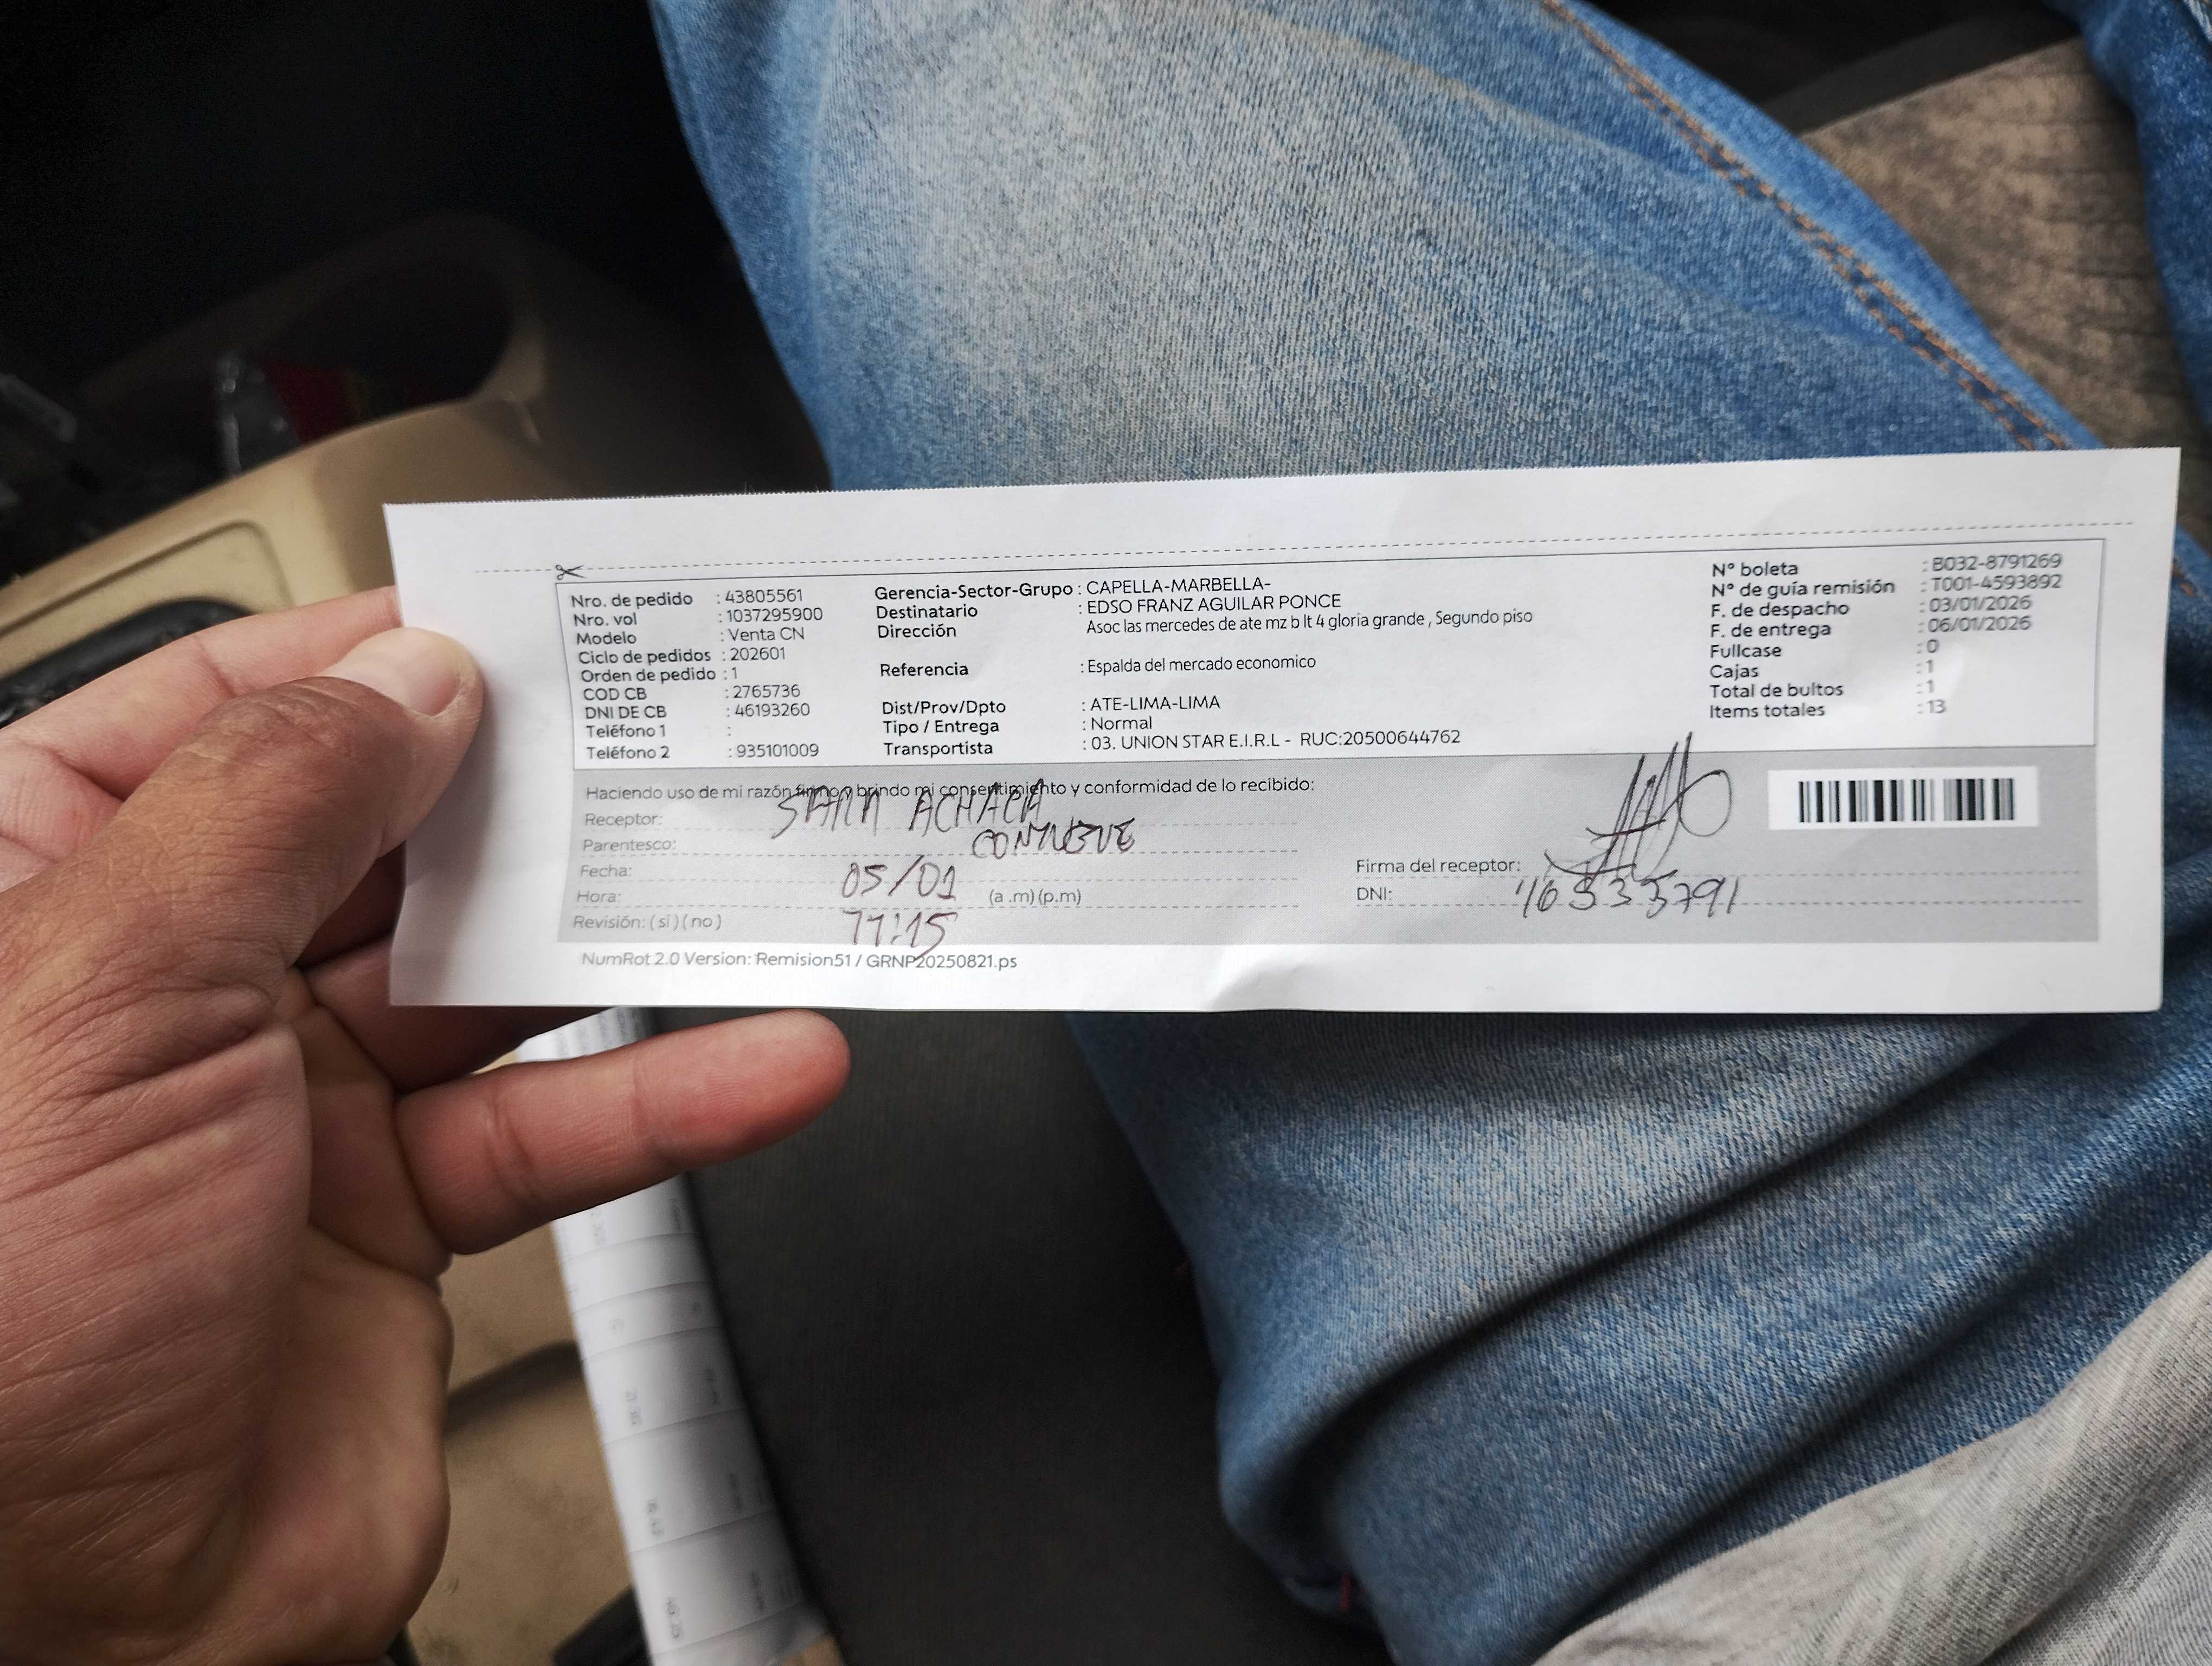 Nro. de pedido : 43805561
Nro. vol : 1037295900
Modelo : Venta CN
Ciclo de pedidos : 202601
Orden de pedido : 1
COD CB : 2765736
DNI DE CB : 46193260
Teléfono 1 :
Teléfono 2 : 935101009
Gerencia-Sector-Grupo : CAPELLA-MARBELLA-
Destinatario : EDSO FRANZ AGUILAR PONCE
Dirección Asoc las mercedes de ate mz b lt 4 gloria grande , Segundo piso
Referencia : Espalda del mercado economico
Dist/Prov/Dpto : ATE-LIMA-LIMA
Tipo / Entrega : Normal
Transportista : 03. UNION STAR E.I.R.L - RUC:20500644762
N° boleta : B032-8791269
N° de guía remisión : T001-4593892
F. de despacho : 03/01/2026
F. de entrega : 06/01/2026
Fullcase : 0
Cajas : 1
Total de bultos : 1
Items totales : 13
Haciendo uso de mi razón firmo y brindo mi consentimiento y conformidad de lo recibido:
Receptor: SARA
Parentesco:
Fecha: 05/01
Hora: (a .m) (p.m)
11:15
Revisión: ( si ) ( no )
Firma del receptor:
DNI:
NumRot 2.0 Version: Remision51 / GRNP20250821.ps